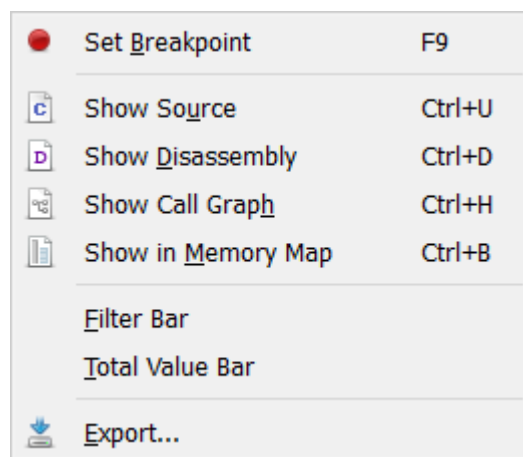 Set Breakpoint F9
C Show Source Ctrl+U
D Show Disassembly Ctrl+D
Show Call Graph Ctrl+H
Show in Memory Map Ctrl+B
Filter Bar
Total Value Bar
Export...